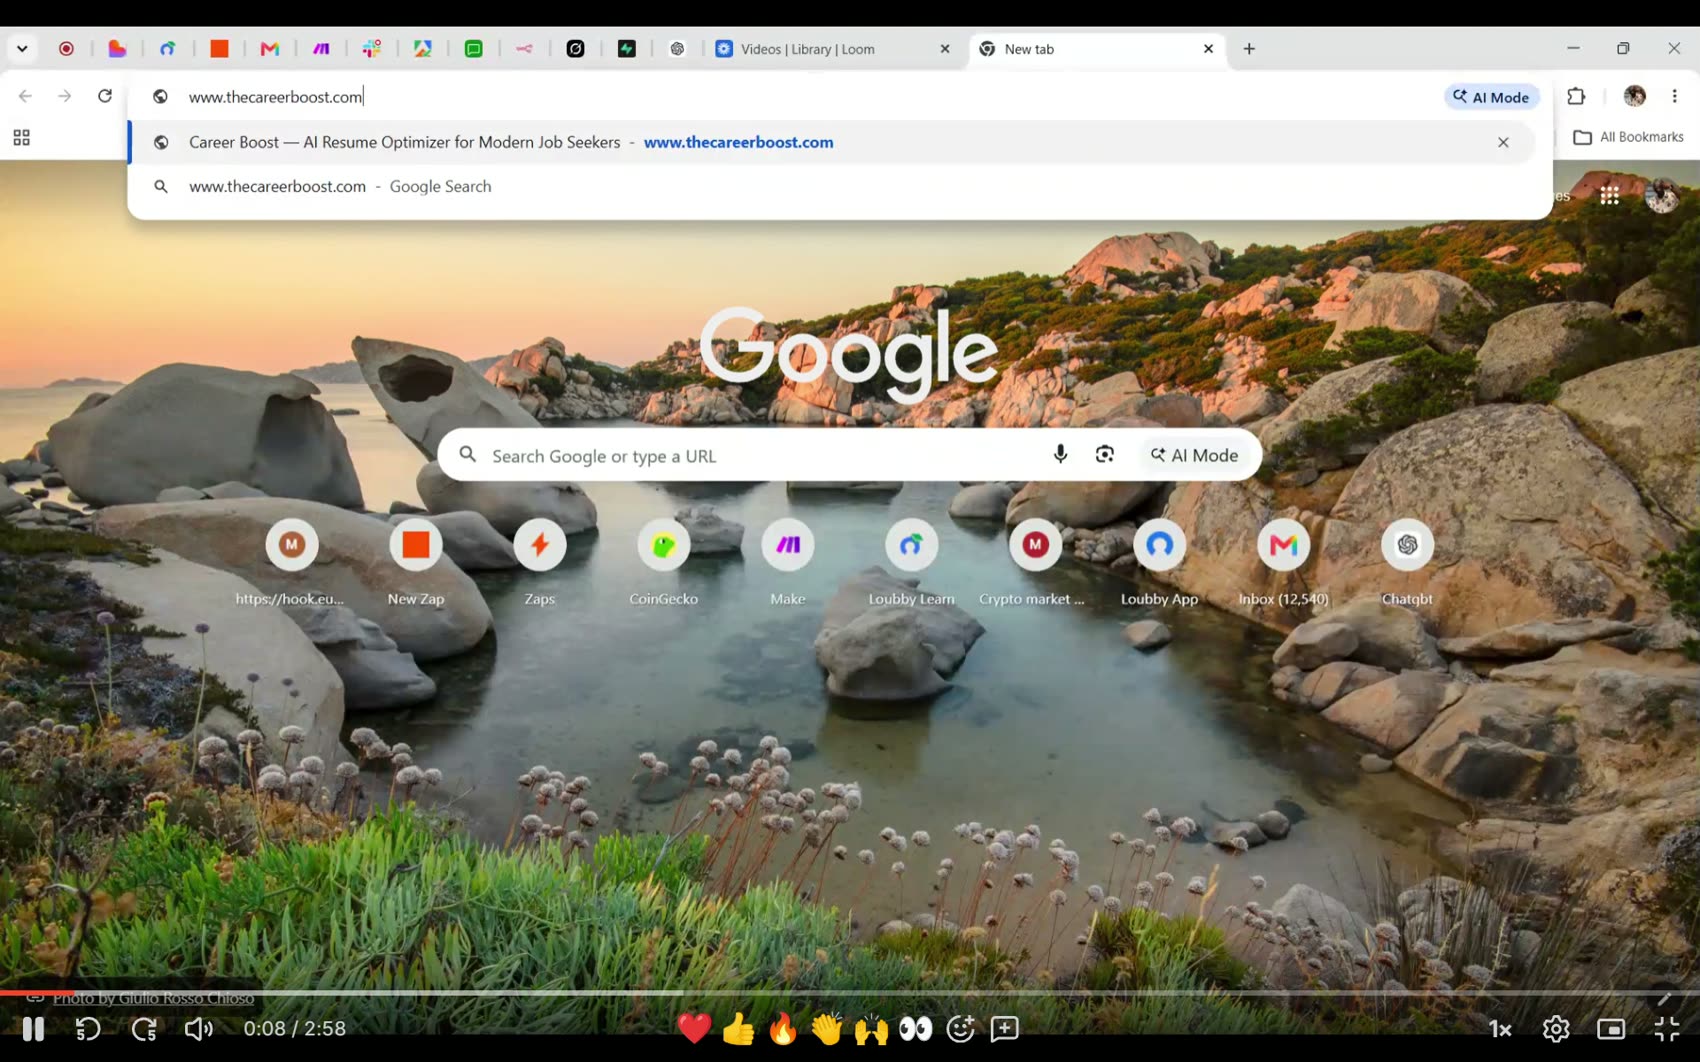 Videos | Library | Loom
New tab
www.thecareerboost.com
AI Mode
Career Boost — AI Resume Optimizer for Modern Job Seekers - www.thecareerboost.com
All Bookmarks
www.thecareerboost.com - Google Search
Google
Search Google or type a URL
AI Mode
M
M
https://hook.eu...
New Zap
Zaps
CoinGecko
Make
Loubby Learn
Crypto market ...
Loubby App
Inbox (12,540)
Chatgbt
Photo by Giulio Rosso Chioso
5
5
0:08 / 2:58
1x